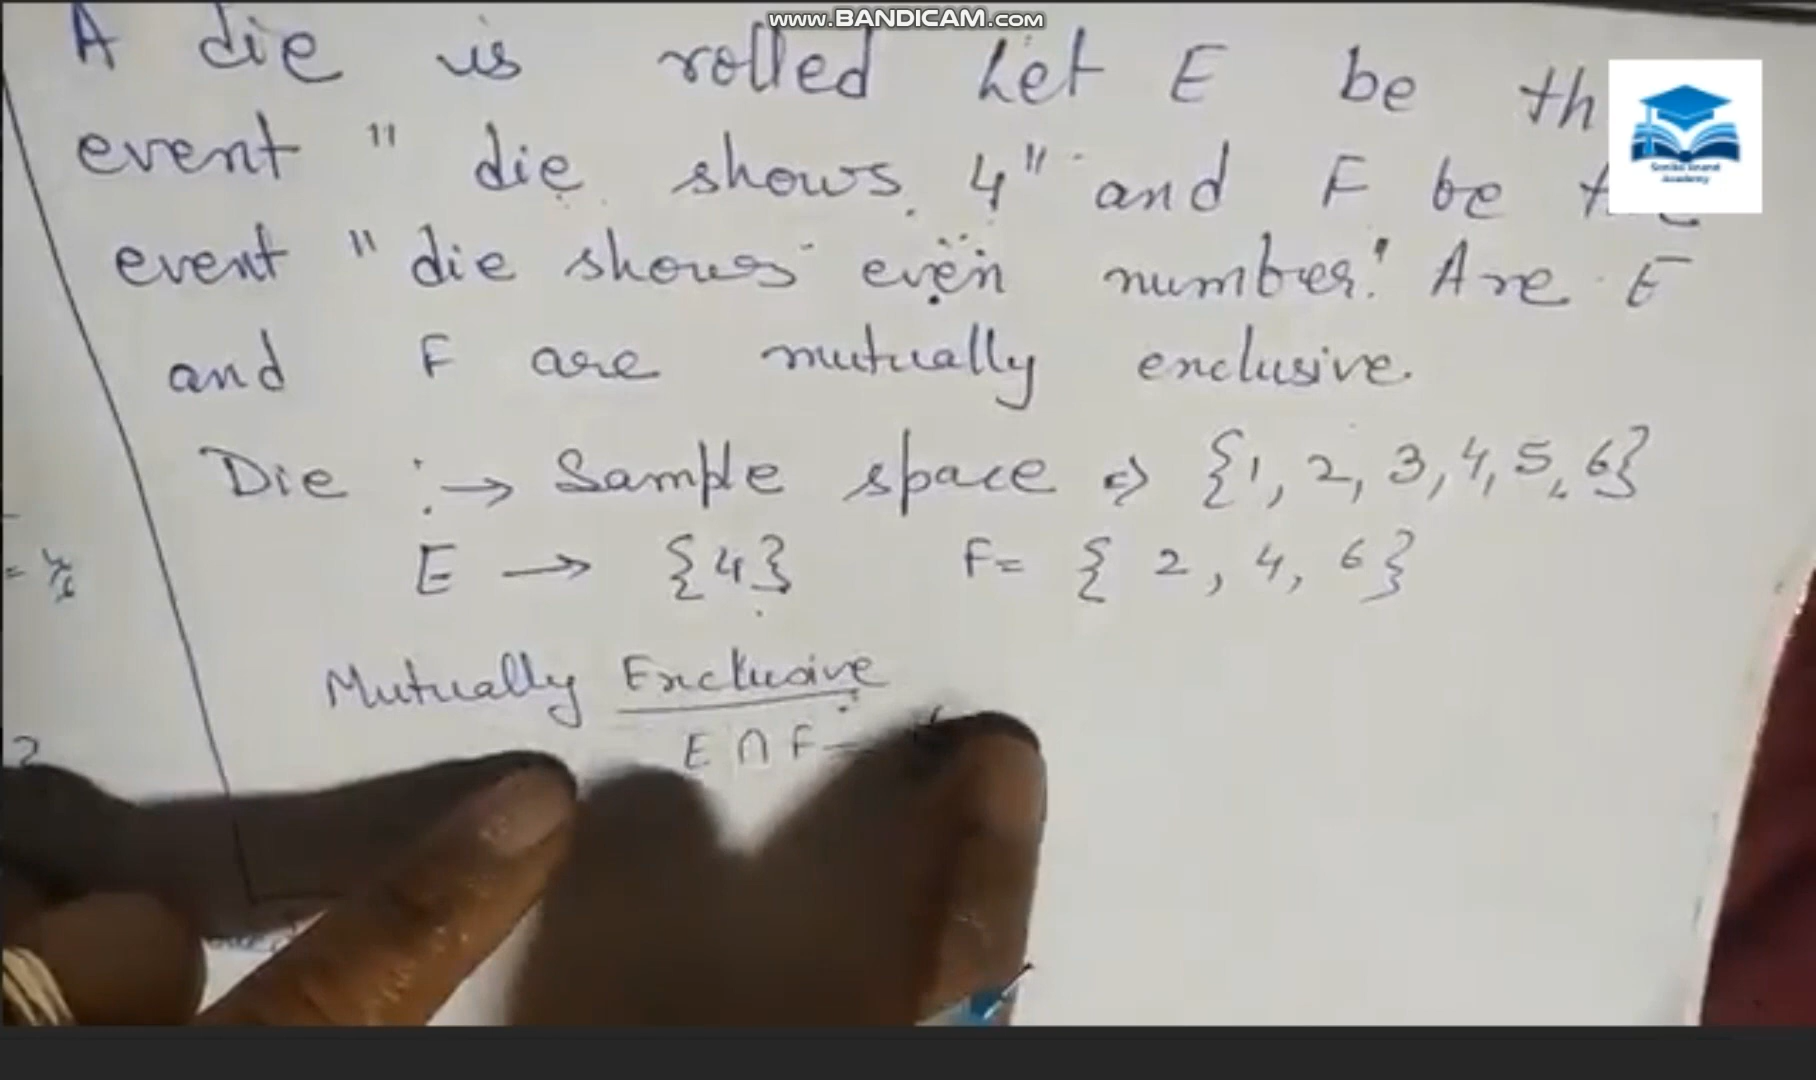 www.BANDICAM.com
A die is rolled Let E be th
event " die shows 4" and F be
event " die shows even number." Are E
and F are mutually exclusive.
Die :→ Sample space ⇒ {1, 2, 3, 4, 5, 6}
E → {4} F= { 2, 4, 6}
Mutually Exclusive
E ∩ F
2
Academy